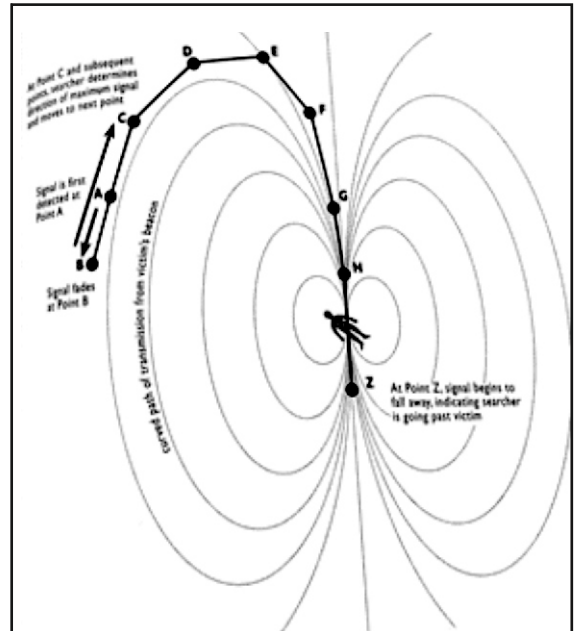 D
E
At Point C and subsequent
points, searcher determines
direction of maximum signal
and moves to next point
C
F
Signal is first
detected at
Point A
A
G
B
Signal fades
at Point B
H
curved path of transmission from victim's beacon
Z
At Point Z, signal begins to
fall away, indicating searcher
is going past victim